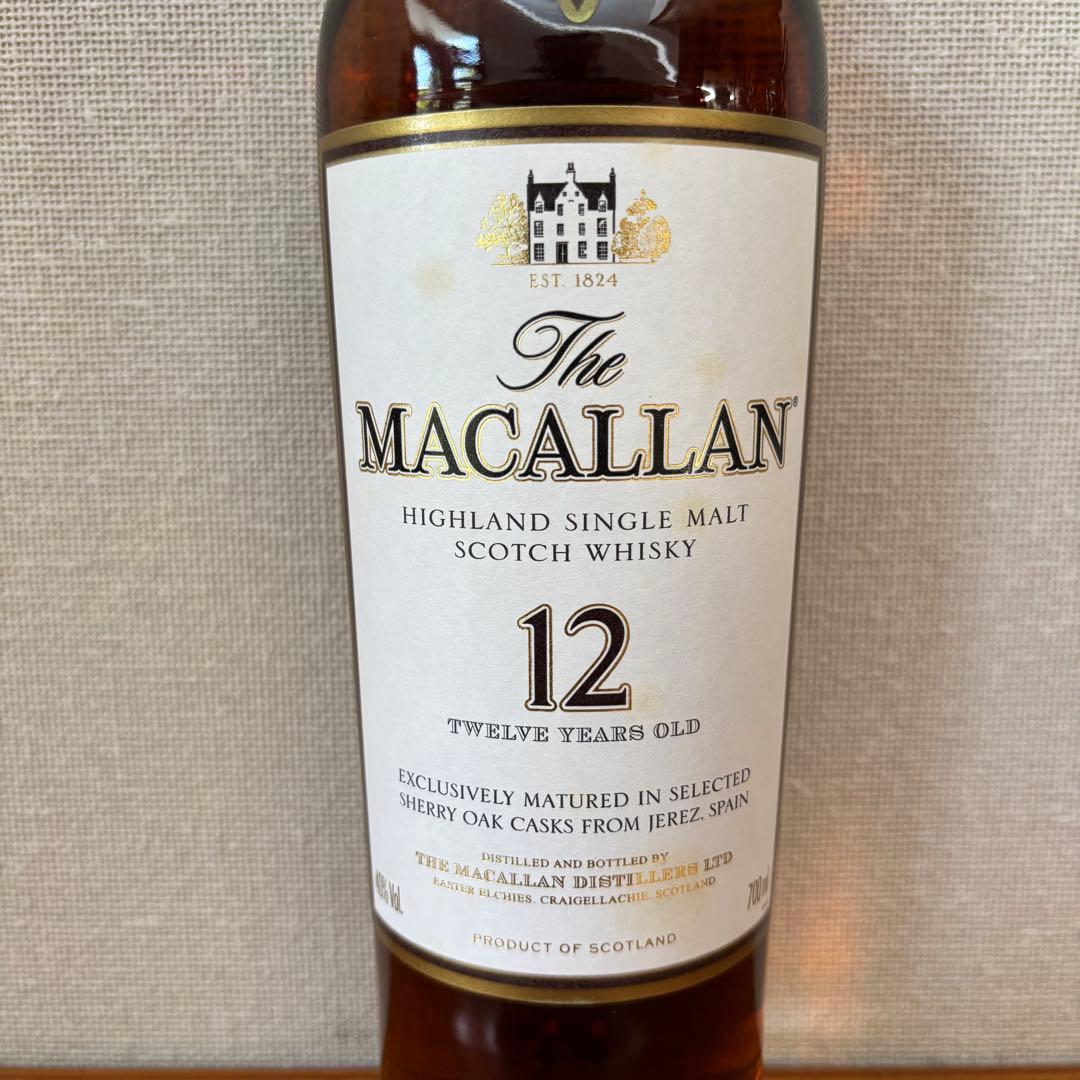 EST. 1824
The
MACALLAN®
HIGHLAND SINGLE MALT
SCOTCH WHISKY
12
TWELVE YEARS OLD
EXCLUSIVELY MATURED IN SELECTED
SHERRY OAK CASKS FROM JEREZ, SPAIN
DISTILLED AND BOTTLED BY
THE MACALLAN DISTILLERS LTD
EASTER ELCHIES, CRAIGELLACHIE, SCOTLAND
Vol.
700ml
PRODUCT OF SCOTLAND